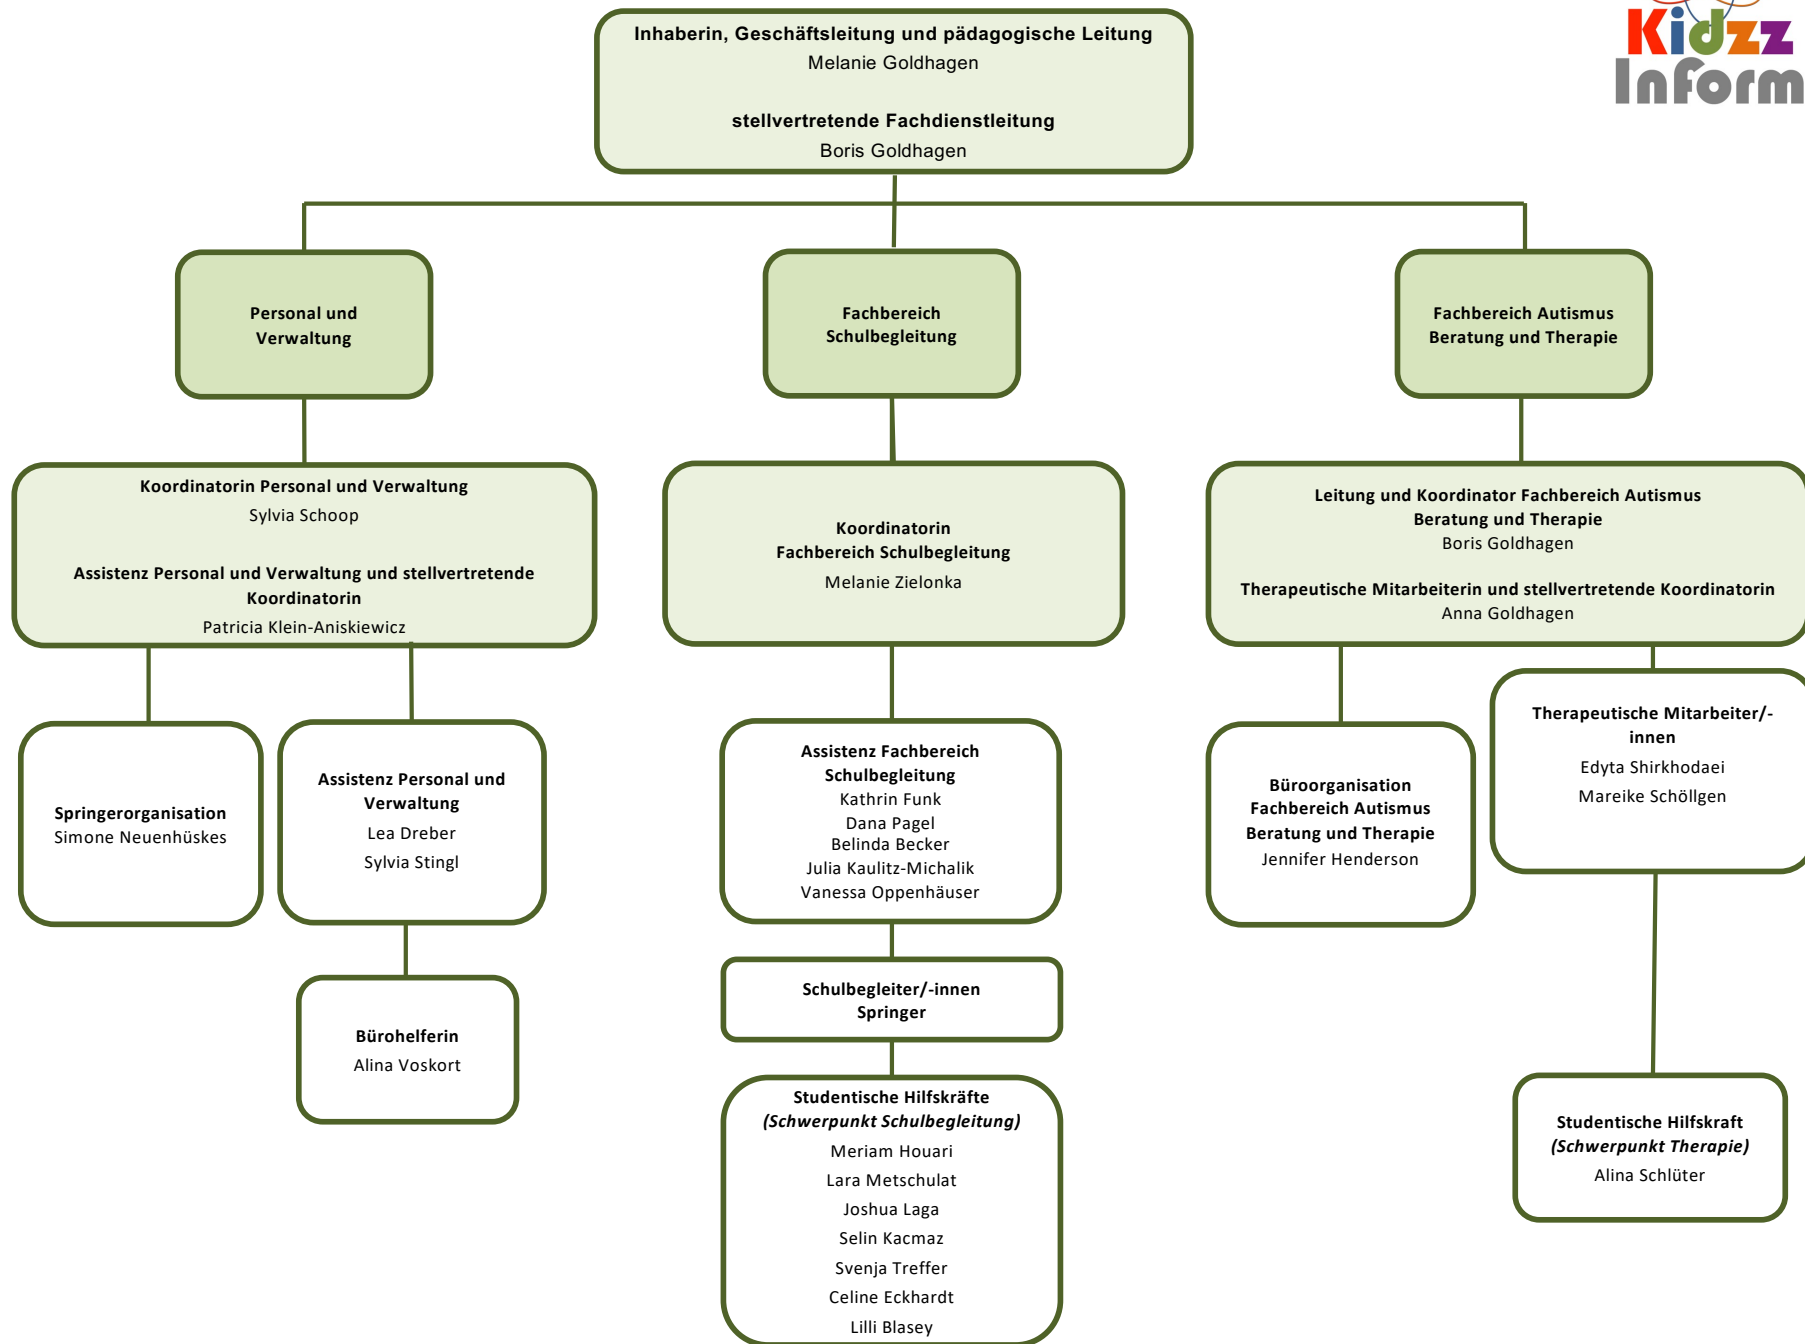 Inhaberin, Geschäftsleitung und pädagogische Leitung
Melanie Goldhagen
stellvertretende Fachdienstleitung
Boris Goldhagen
Kidzz
Inform
Personal und
Verwaltung
Fachbereich
Schulbegleitung
Fachbereich Autismus
Beratung und Therapie
Koordinatorin Personal und Verwaltung
Sylvia Schoop
Assistenz Personal und Verwaltung und stellvertretende
Koordinatorin
Patricia Klein-Aniskiewicz
Koordinatorin
Fachbereich Schulbegleitung
Melanie Zielonka
Leitung und Koordinator Fachbereich Autismus
Beratung und Therapie
Boris Goldhagen
Therapeutische Mitarbeiterin und stellvertretende Koordinatorin
Anna Goldhagen
Springerorganisation
Simone Neuenhüskes
Assistenz Personal und
Verwaltung
Lea Dreber
Sylvia Stingl
Bürohelferin
Alina Voskort
Assistenz Fachbereich
Schulbegleitung
Kathrin Funk
Dana Pagel
Belinda Becker
Julia Kaulitz-Michalik
Vanessa Oppenhäuser
Schulbegleiter/-innen
Springer
Studentische Hilfskräfte
(Schwerpunkt Schulbegleitung)
Meriam Houari
Lara Metschulat
Joshua Laga
Selin Kacmaz
Svenja Treffer
Celine Eckhardt
Lilli Blasey
Büroorganisation
Fachbereich Autismus
Beratung und Therapie
Jennifer Henderson
Therapeutische Mitarbeiter/-
innen
Edyta Shirkhodaei
Mareike Schöllgen
Studentische Hilfskraft
(Schwerpunkt Therapie)
Alina Schlüter